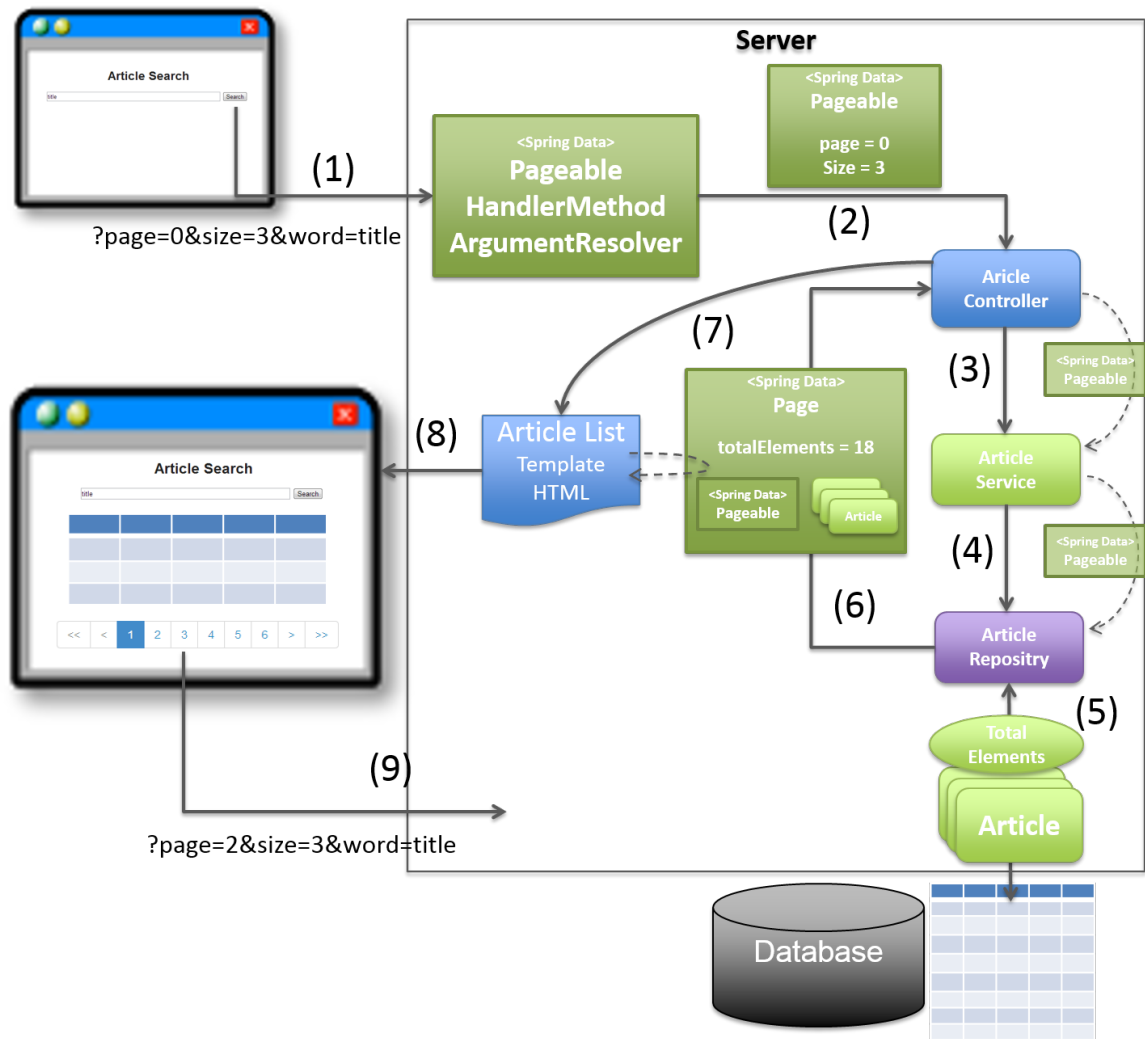 Server
Article Search
title
Search
(1)
?page=0&size=3&word=title
<Spring Data>
Pageable
HandlerMethod
ArgumentResolver
<Spring Data>
Pageable
page = 0
Size = 3
(2)
Aricle
Controller
(3)
<Spring Data>
Pageable
Article
Service
(4)
<Spring Data>
Pageable
Article
Repositry
(5)
Total
Elements
Article
Database
(6)
<Spring Data>
Page
totalElements = 18
<Spring Data>
Pageable
Article
(7)
Article List
Template
HTML
(8)
Article Search
title
Search
<< < 1 2 3 4 5 6 > >>
(9)
?page=2&size=3&word=title